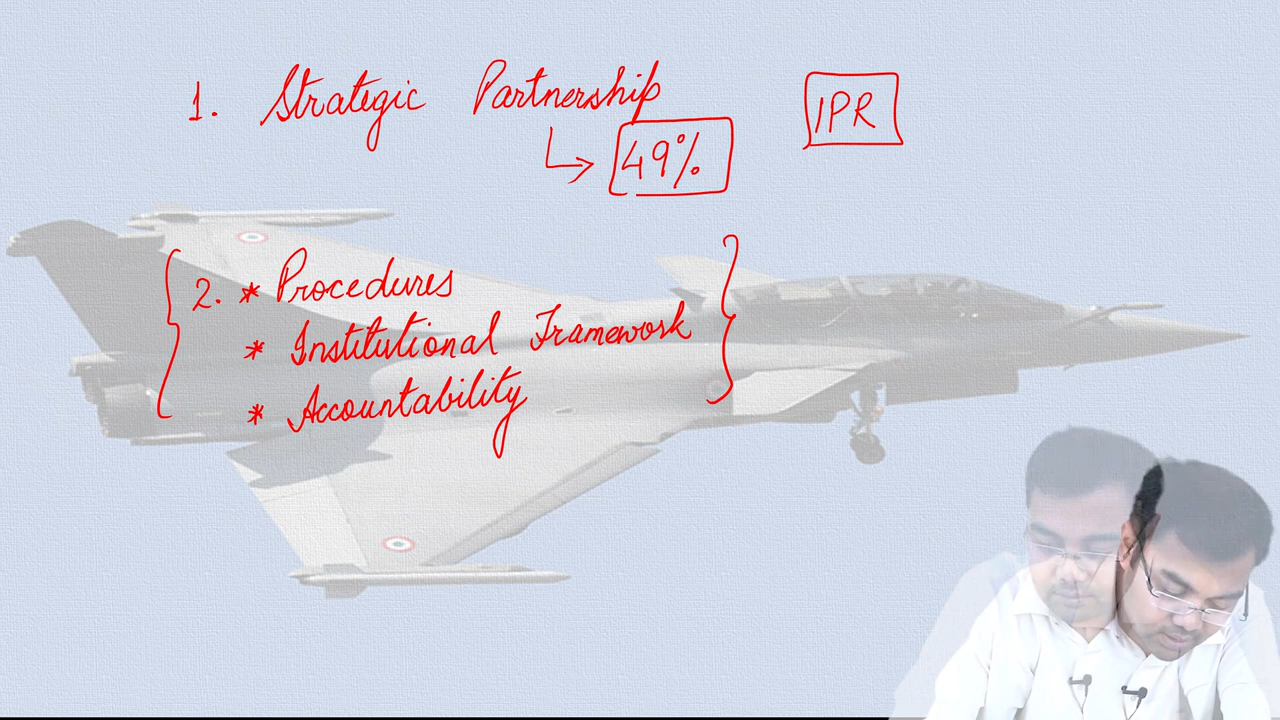 1. Strategic Partnership IPR
49%
2. * Procedures
* Institutional Framework
* Accountability